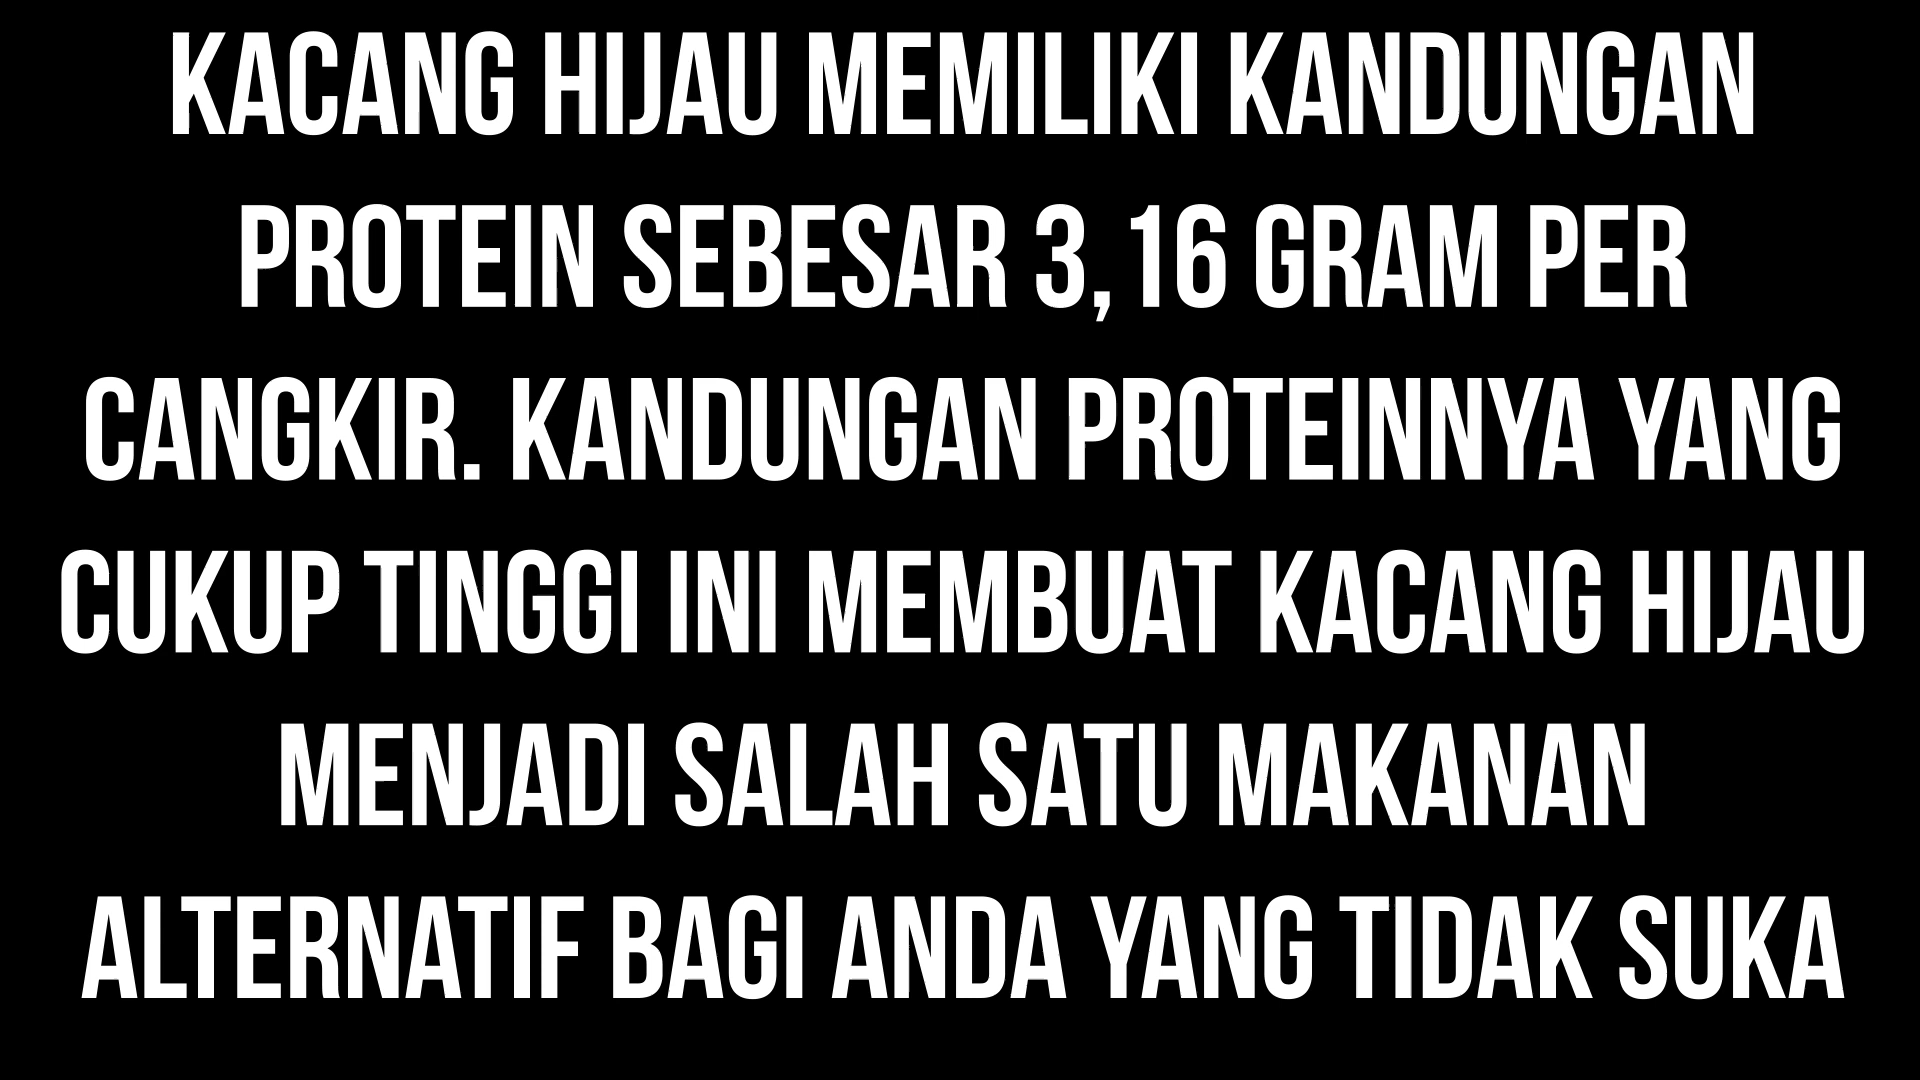 KACANG HIJAU MEMILIKI KANDUNGAN
PROTEIN SEBESAR 3,16 GRAM PER
CANGKIR. KANDUNGAN PROTEINNYA YANG
CUKUP TINGGI INI MEMBUAT KACANG HIJAU
MENJADI SALAH SATU MAKANAN
ALTERNATIF BAGI ANDA YANG TIDAK SUKA